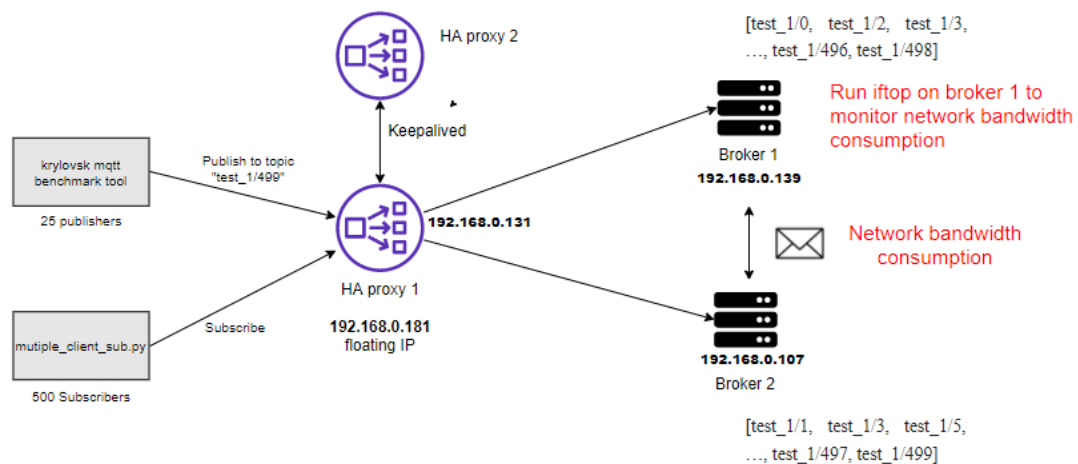 HA proxy 2
[test_1/0, test_1/2, test_1/3,
…, test_1/496, test_1/498]
Run iftop on broker 1 to
monitor network bandwidth
consumption
Keepalived
krylovsk mqtt
benchmark tool
25 publishers
Publish to topic
"test_1/499"
Broker 1
192.168.0.139
192.168.0.131
Network bandwidth
consumption
HA proxy 1
192.168.0.181
floating IP
Subscribe
mutiple_client_sub.py
500 Subscribers
192.168.0.107
Broker 2
[test_1/1, test_1/3, test_1/5,
…, test_1/497, test_1/499]